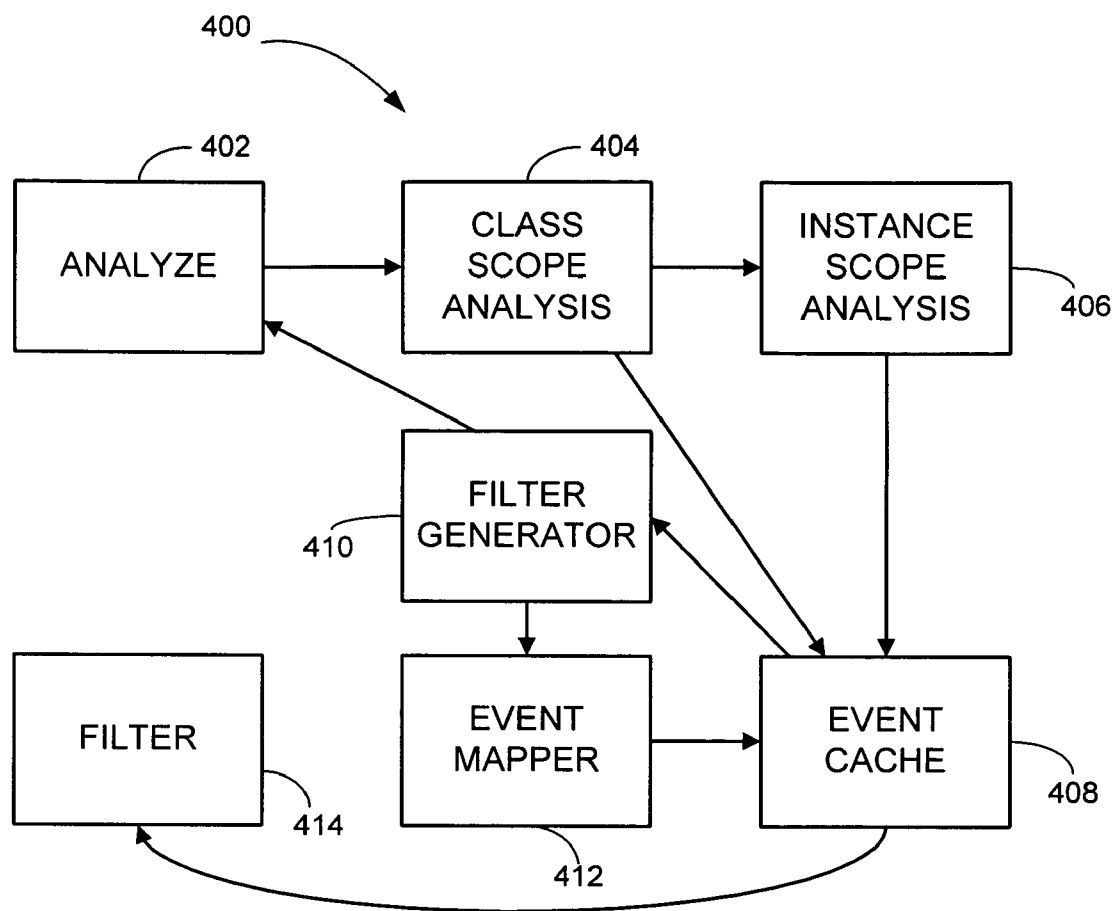 400
402
404
ANALYZE
CLASS
SCOPE
ANALYSIS
INSTANCE
SCOPE
ANALYSIS
406
FILTER
GENERATOR
410
FILTER
414
EVENT
MAPPER
412
EVENT
CACHE
408